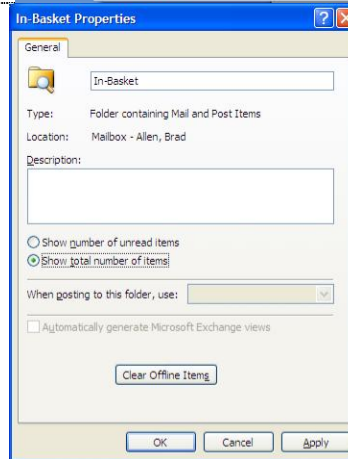 In-Basket Properties
General
In-Basket
Type: Folder containing Mail and Post Items
Location: Mailbox - Allen, Brad
Description:
Show number of unread items
Show total number of items
When posting to this folder, use:
Automatically generate Microsoft Exchange views
Clear Offline Items
OK Cancel Apply